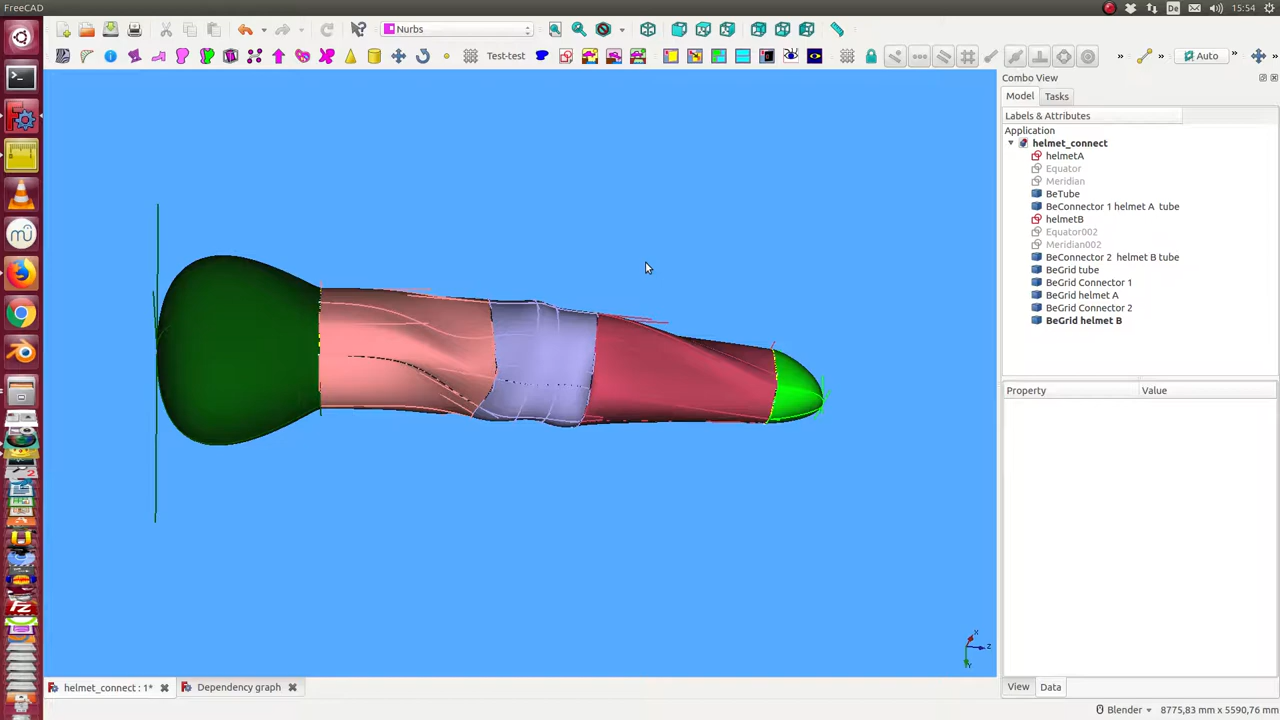 FreeCAD
De
15:54
Nurbs
Test-test
»
»
Auto
»
»
Combo View
Model
Tasks
Labels & Attributes
Application
helmet_connect
helmetA
Equator
Meridian
BeTube
BeConnector 1 helmet A  tube
helmetB
Equator002
Meridian002
BeConnector 2  helmet B tube
BeGrid tube
BeGrid Connector 1
BeGrid helmet A
BeGrid Connector 2
BeGrid helmet B
Property
Value
X
Z
Y
View
Data
helmet_connect : 1*
Dependency graph
Blender
8775,83 mm x 5590,76 mm